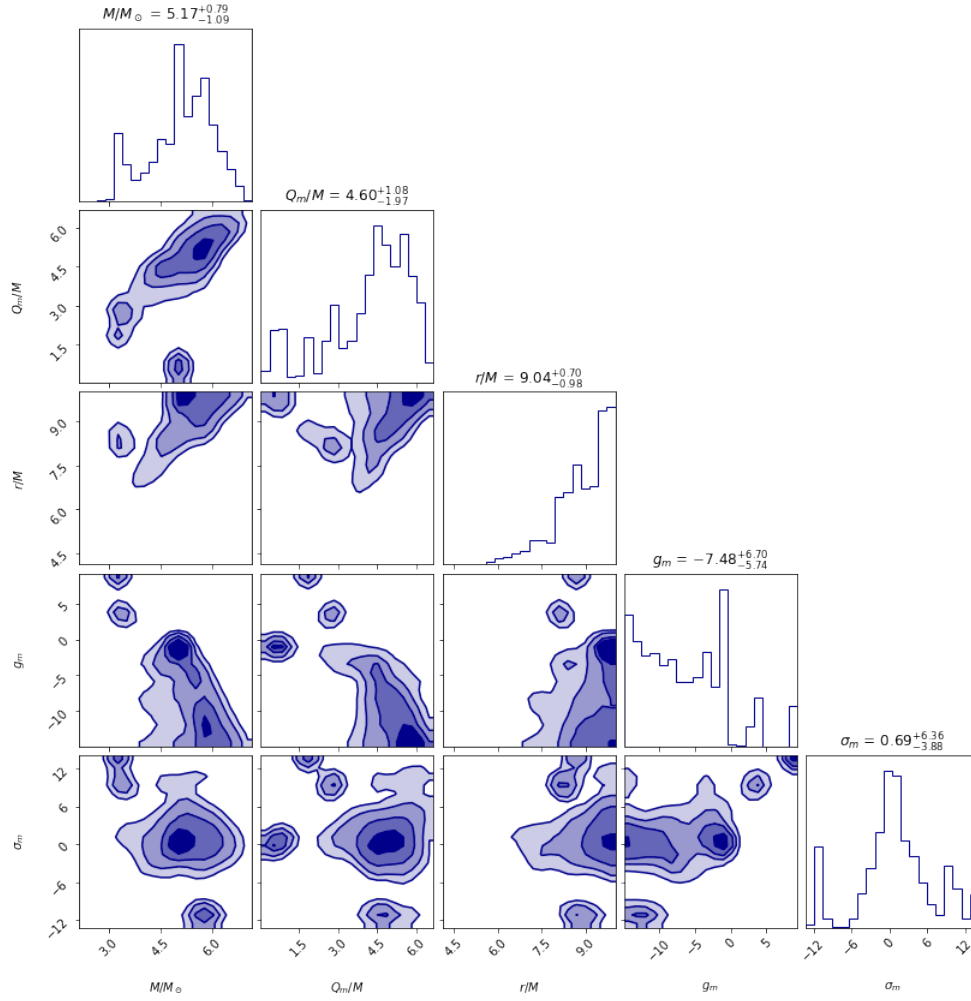 M/M⊙ = 5.17+0.79−1.09
Qm/M = 4.60+1.08−1.97
6.0
4.5
3.0
1.5
Qm/M
r/M = 9.04+0.70−0.98
9.0
7.5
6.0
4.5
r/M
gm = −7.48+6.70−5.74
5
0
−5
−10
gm
σm = 0.69+6.36−3.88
12
6
0
−6
−12
σm
3.0 4.5 6.0 1.5 3.0 4.5 6.0 4.5 6.0 7.5 9.0 −10 −5 0 5 −12 −6 0 6 12
M/M⊙ Qm/M r/M gm σm